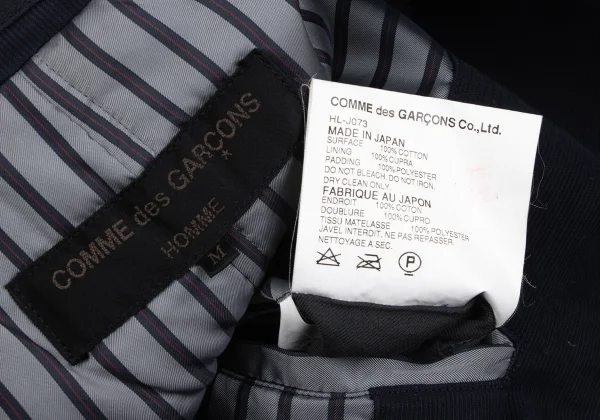 COMME des GARÇONS
HOMME
M
COMME des GARÇONS Co.,Ltd.
HL-J073
MADE IN JAPAN
SURFACE 100% COTTON
LINING 100% CUPRA
PADDING 100% POLYESTER
DO NOT BLEACH. DO NOT IRON.
DRY CLEAN ONLY.
FABRIQUE AU JAPON
ENDROIT 100% COTON
DOUBLURE 100% CUPRO
TISSU MATELASSE 100% POLYESTER
JAVEL INTERDIT. NE PAS REPASSER.
NETTOYAGE A SEC.
P